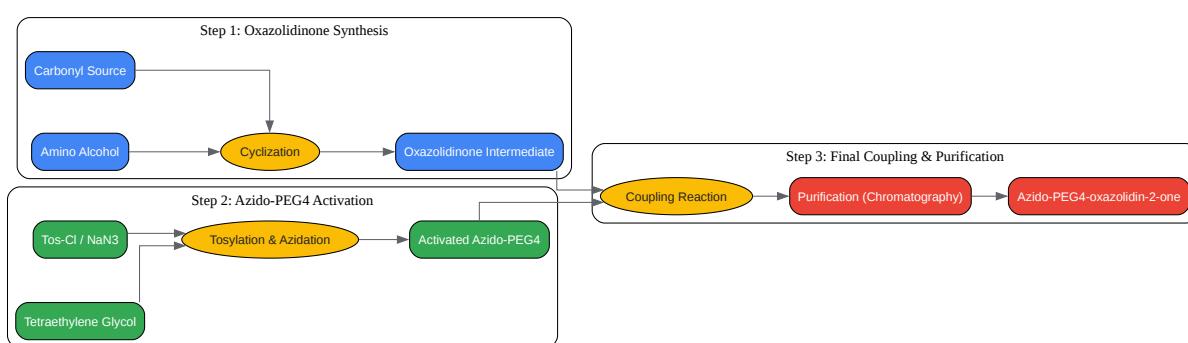 Step 1: Oxazolidinone Synthesis
Carbonyl Source
Amino Alcohol
Cyclization
Oxazolidinone Intermediate
Step 2: Azido-PEG4 Activation
Tos-Cl / NaN3
Tosylation & Azidation
Activated Azido-PEG4
Tetraethylene Glycol
Step 3: Final Coupling & Purification
Coupling Reaction
Purification (Chromatography)
Azido-PEG4-oxazolidin-2-one